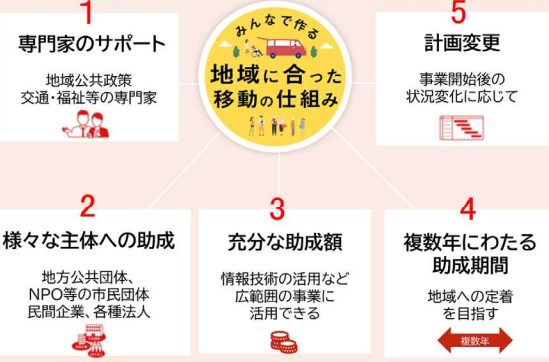 みんなで作る
地域に合った
移動の仕組み
1
専門家のサポート
地域公共政策
交通・福祉等の専門家
2
様々な主体への助成
地方公共団体、
NPO等の市民団体
民間企業、各種法人
3
充分な助成額
情報技術の活用など
広範囲の事業に
活用できる
4
複数年にわたる
助成期間
地域への定着
を目指す
複数年
5
計画変更
事業開始後の
状況変化に応じて